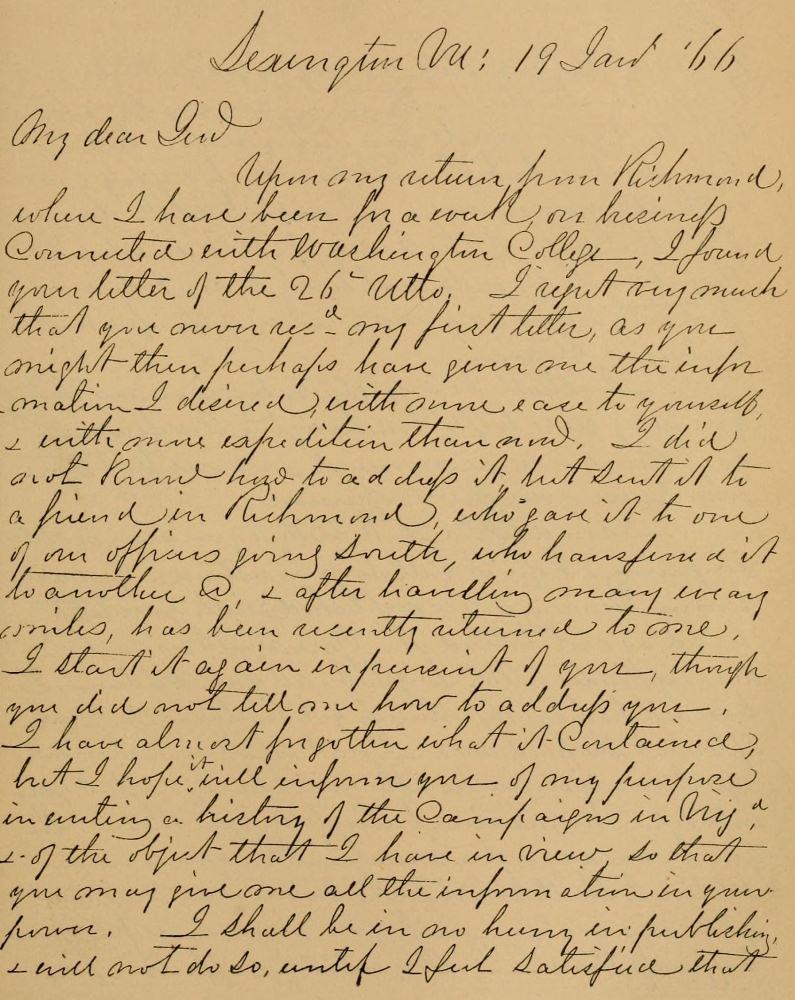 Lexington Va: 19 Jany '66
My dear Genl
Upon my return from Richmond,
where I have been for a week on business
Connected with Washington College, I found
your letter of the 26th Ulto. I regret very much
that you never recd my first letter, as you
might then perhaps have given me the infor
mation I desired, with more ease to yourself,
& with more expedition than now. I did
not know how to address it, but sent it to
a friend in Richmond, who gave it to one
of our officers going South, who transferred it
to another &, & after travelling many weary
miles, has been recently returned to me.
I start it again in pursuit of you, though
you did not tell me how to address you.
I have almost forgotten what it Contained,
but I hope it will inform you of my purpose
in writing a history of the Campaigns in Virga,
& of the object that I have in view, so that
you may give me all the information in your
power. I shall be in no hurry in publishing,
& will not do so, until I feel satisfied that